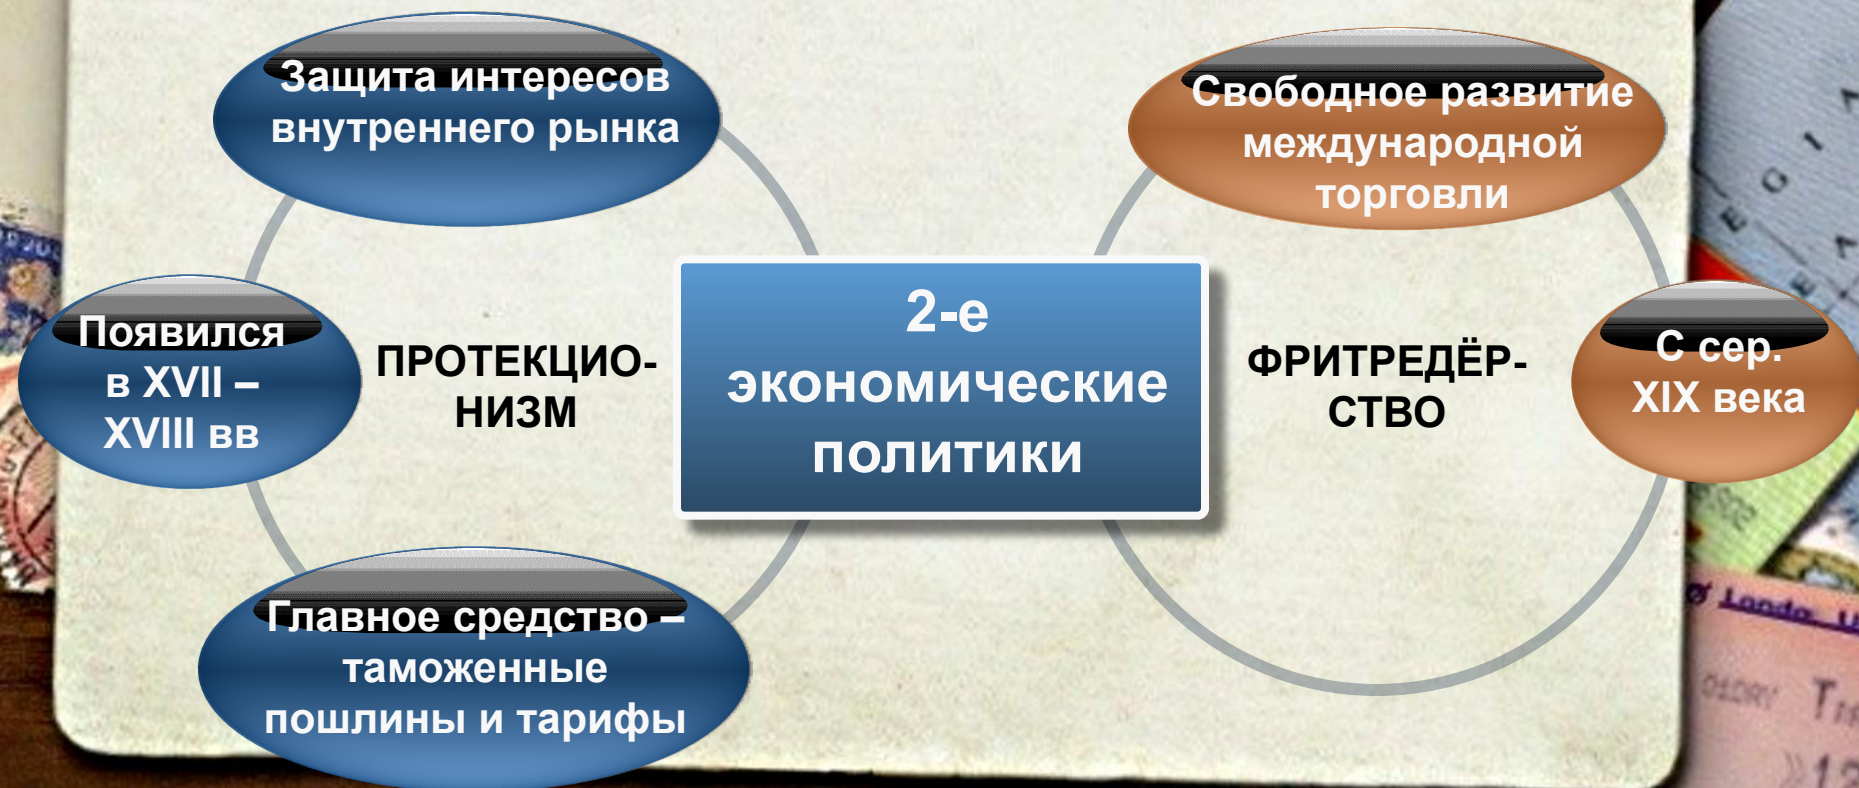 Защита интересов
внутреннего рынка
Появился
в XVII –
XVIII вв
ПРОТЕКЦИО-
НИЗМ
Главное средство –
таможенные
пошлины и тарифы
2-е
экономические
политики
Свободное развитие
международной
торговли
ФРИТРЕДЁР-
СТВО
С сер.
XIX века